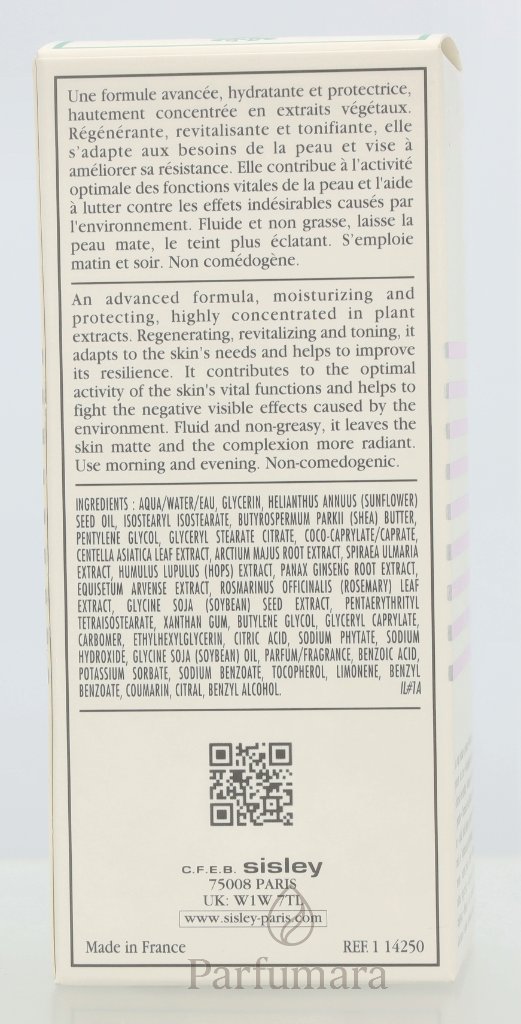 Une formule avancée, hydratante et protectrice,
hautement concentrée en extraits végétaux.
Régénérante, revitalisante et tonifiante, elle
s'adapte aux besoins de la peau et vise à
améliorer sa résistance. Elle contribue à l'activité
optimale des fonctions vitales de la peau et l'aide
à lutter contre les effets indésirables causés par
l'environnement. Fluide et non grasse, laisse la
peau mate, le teint plus éclatant. S'emploie
matin et soir. Non comédogène.
An advanced formula, moisturizing and
protecting, highly concentrated in plant
extracts. Regenerating, revitalizing and toning, it
adapts to the skin's needs and helps to improve
its resilience. It contributes to the optimal
activity of the skin's vital functions and helps to
fight the negative visible effects caused by the
environment. Fluid and non-greasy, it leaves the
skin matte and the complexion more radiant.
Use morning and evening. Non-comedogenic.
INGREDIENTS : AQUA/WATER/EAU, GLYCERIN, HELIANTHUS ANNUUS (SUNFLOWER)
SEED OIL, ISOSTEARYL ISOSTEARATE, BUTYROSPERMUM PARKII (SHEA) BUTTER,
PENTYLENE GLYCOL, GLYCERYL STEARATE CITRATE, COCO-CAPRYLATE/CAPRATE,
CENTELLA ASIATICA LEAF EXTRACT, ARCTIUM MAJUS ROOT EXTRACT, SPIRAEA ULMARIA
EXTRACT, HUMULUS LUPULUS (HOPS) EXTRACT, PANAX GINSENG ROOT EXTRACT,
EQUISETUM ARVENSE EXTRACT, ROSMARINUS OFFICINALIS (ROSEMARY) LEAF
EXTRACT, GLYCINE SOJA (SOYBEAN) SEED EXTRACT, PENTAERYTHRITYL
TETRAISOSTEARATE, XANTHAN GUM, BUTYLENE GLYCOL, GLYCERYL CAPRYLATE,
CARBOMER, ETHYLHEXYLGLYCERIN, CITRIC ACID, SODIUM PHYTATE, SODIUM
HYDROXIDE, GLYCINE SOJA (SOYBEAN) OIL, PARFUM/FRAGRANCE, BENZOIC ACID,
POTASSIUM SORBATE, SODIUM BENZOATE, TOCOPHEROL, LIMONENE, BENZYL
BENZOATE, COUMARIN, CITRAL, BENZYL ALCOHOL. IL#1A
C.F.E.B. sisley
75008 PARIS
UK: W1W 7TL
www.sisley-paris.com
Made in France REF. 1 14250
Parfumara